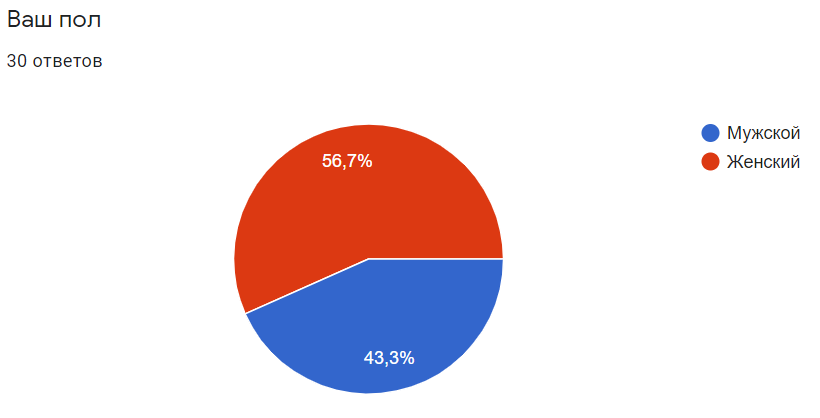 Ваш пол
30 ответов
Мужской
Женский
56,7%
43,3%